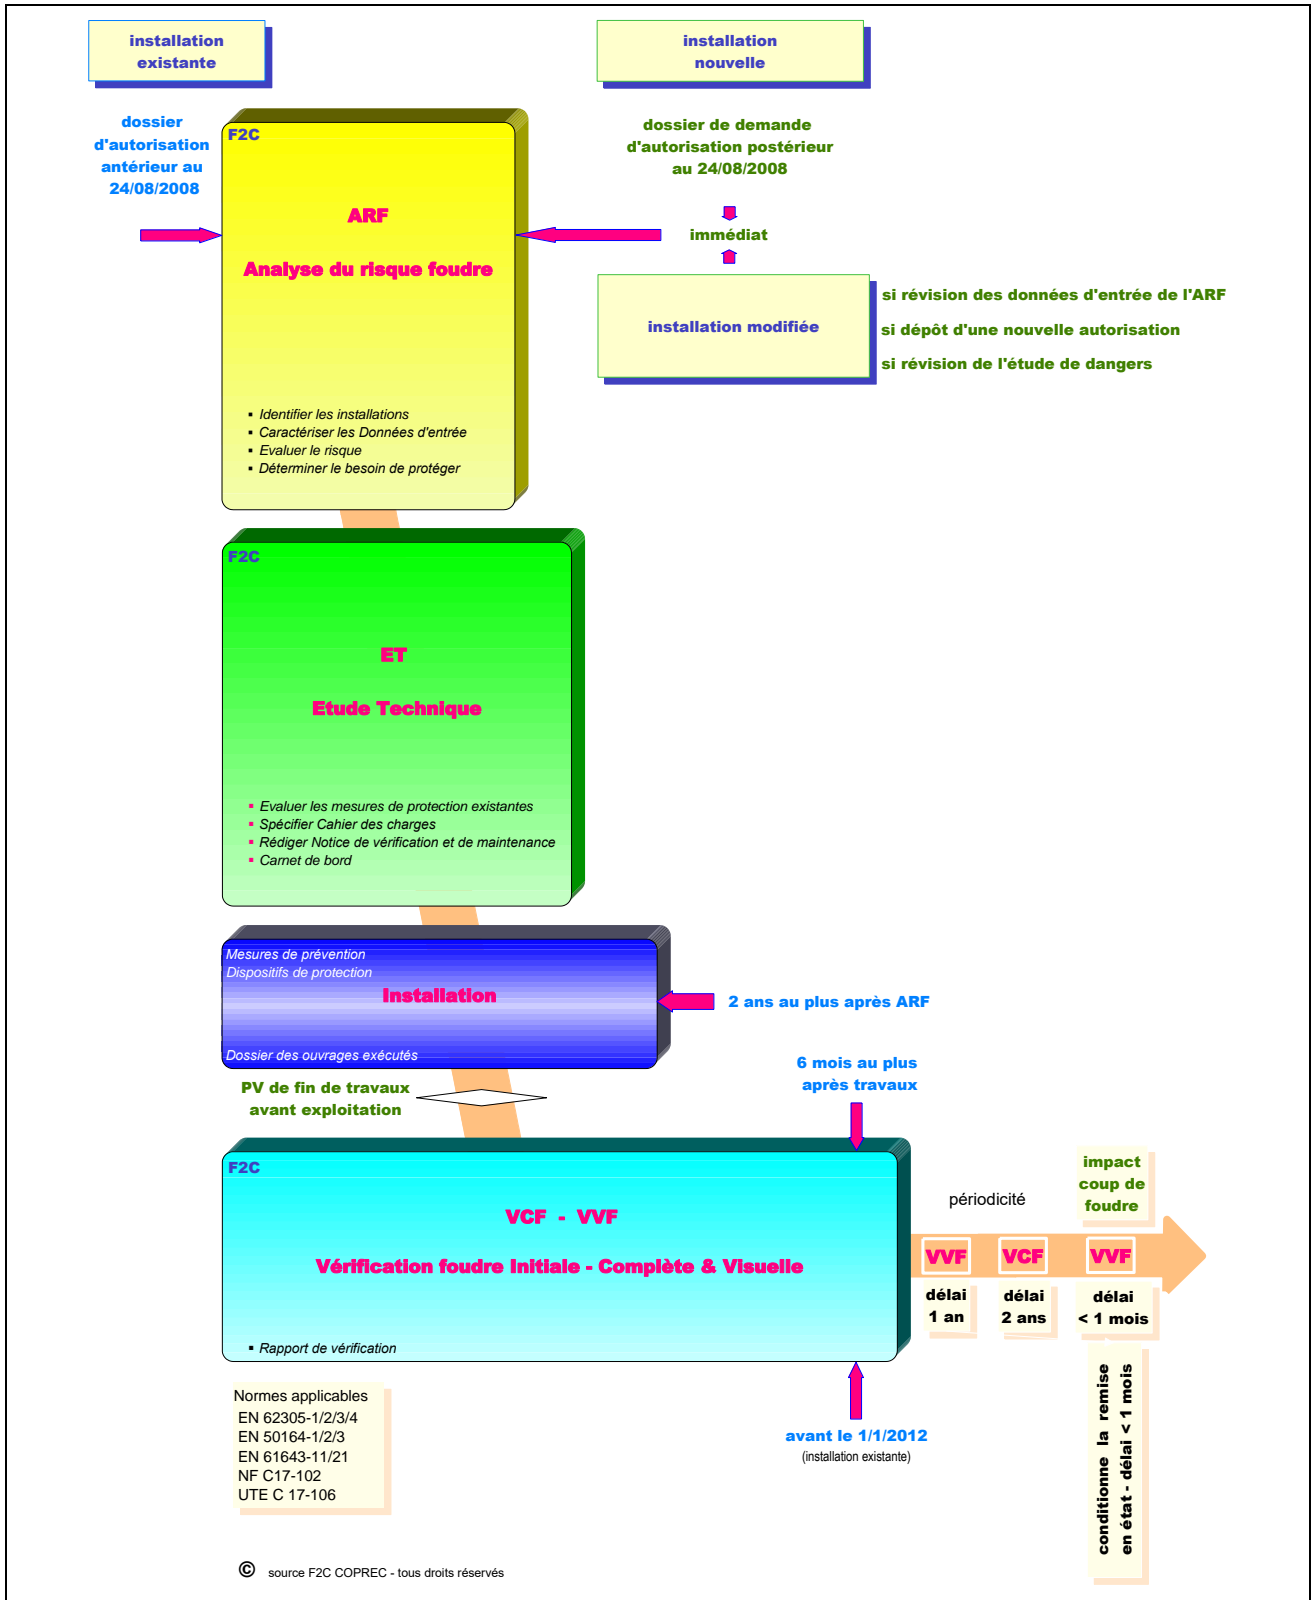 installation
existante
installation
nouvelle
dossier
d'autorisation
antérieur au
24/08/2008
dossier de demande
d'autorisation postérieur
au 24/08/2008
immédiat
installation modifiée
si révision des données d'entrée de l'ARF
si dépôt d'une nouvelle autorisation
si révision de l'étude de dangers
F2C
ARF
Analyse du risque foudre
▪ Identifier les installations
▪ Caractériser les Données d'entrée
▪ Evaluer le risque
▪ Déterminer le besoin de protéger
F2C
ET
Etude Technique
▪ Evaluer les mesures de protection existantes
▪ Spécifier Cahier des charges
▪ Rédiger Notice de vérification et de maintenance
▪ Carnet de bord
Mesures de prévention
Dispositifs de protection
Installation
Dossier des ouvrages exécutés
2 ans au plus après ARF
PV de fin de travaux
avant exploitation
6 mois au plus
après travaux
F2C
VCF - VVF
Vérification foudre Initiale - Complète & Visuelle
▪ Rapport de vérification
périodicité
impact
coup de
foudre
VVF
VCF
VVF
délai
1 an
délai
2 ans
délai
< 1 mois
conditionne la remise
en état - délai < 1 mois
avant le 1/1/2012
(installation existante)
Normes applicables
EN 62305-1/2/3/4
EN 50164-1/2/3
EN 61643-11/21
NF C17-102
UTE C 17-106
© source F2C COPREC - tous droits réservés